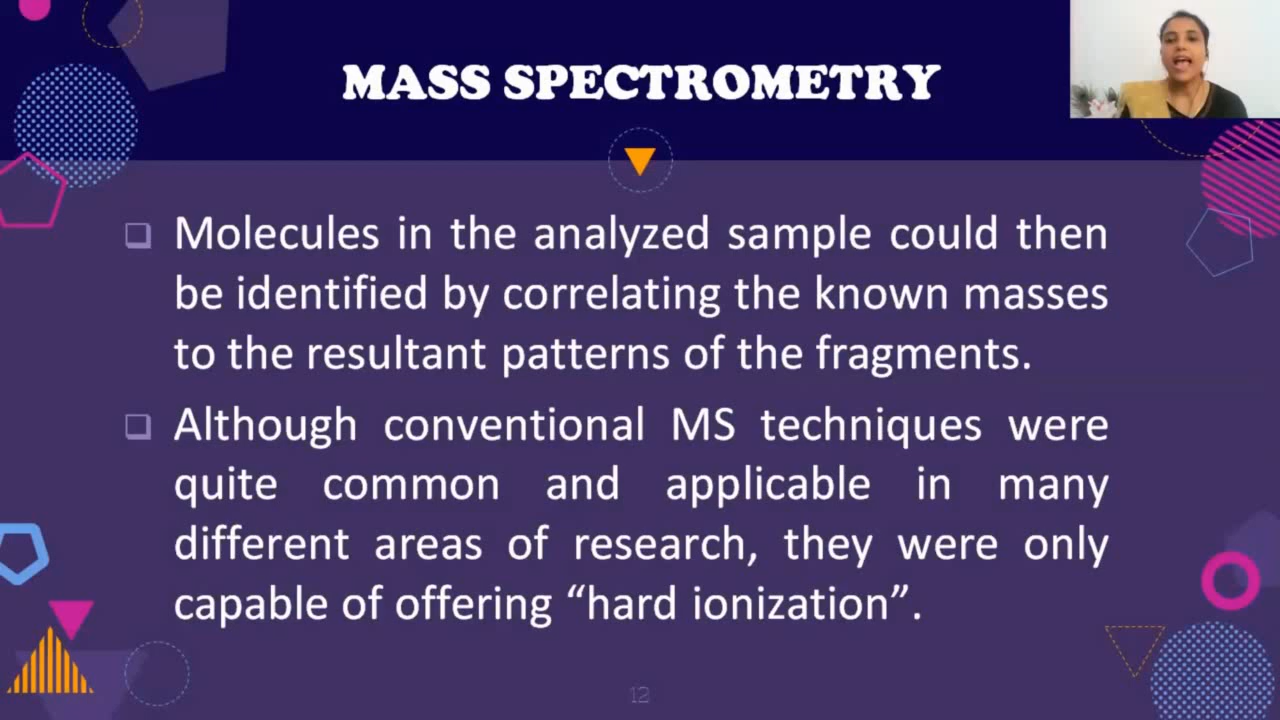 MASS SPECTROMETRY
Molecules in the analyzed sample could then
be identified by correlating the known masses
to the resultant patterns of the fragments.
Although conventional MS techniques were
quite common and applicable in many
different areas of research, they were only
capable of offering “hard ionization”.
12